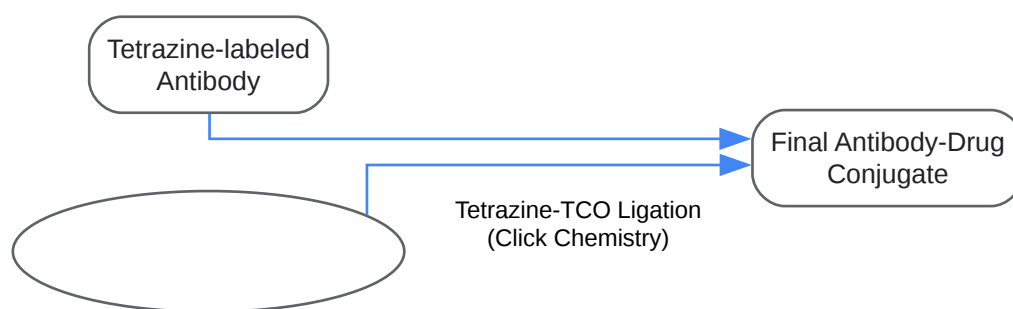 Tetrazine-labeled
Antibody
Final Antibody-Drug
Conjugate
Tetrazine-TCO Ligation
(Click Chemistry)